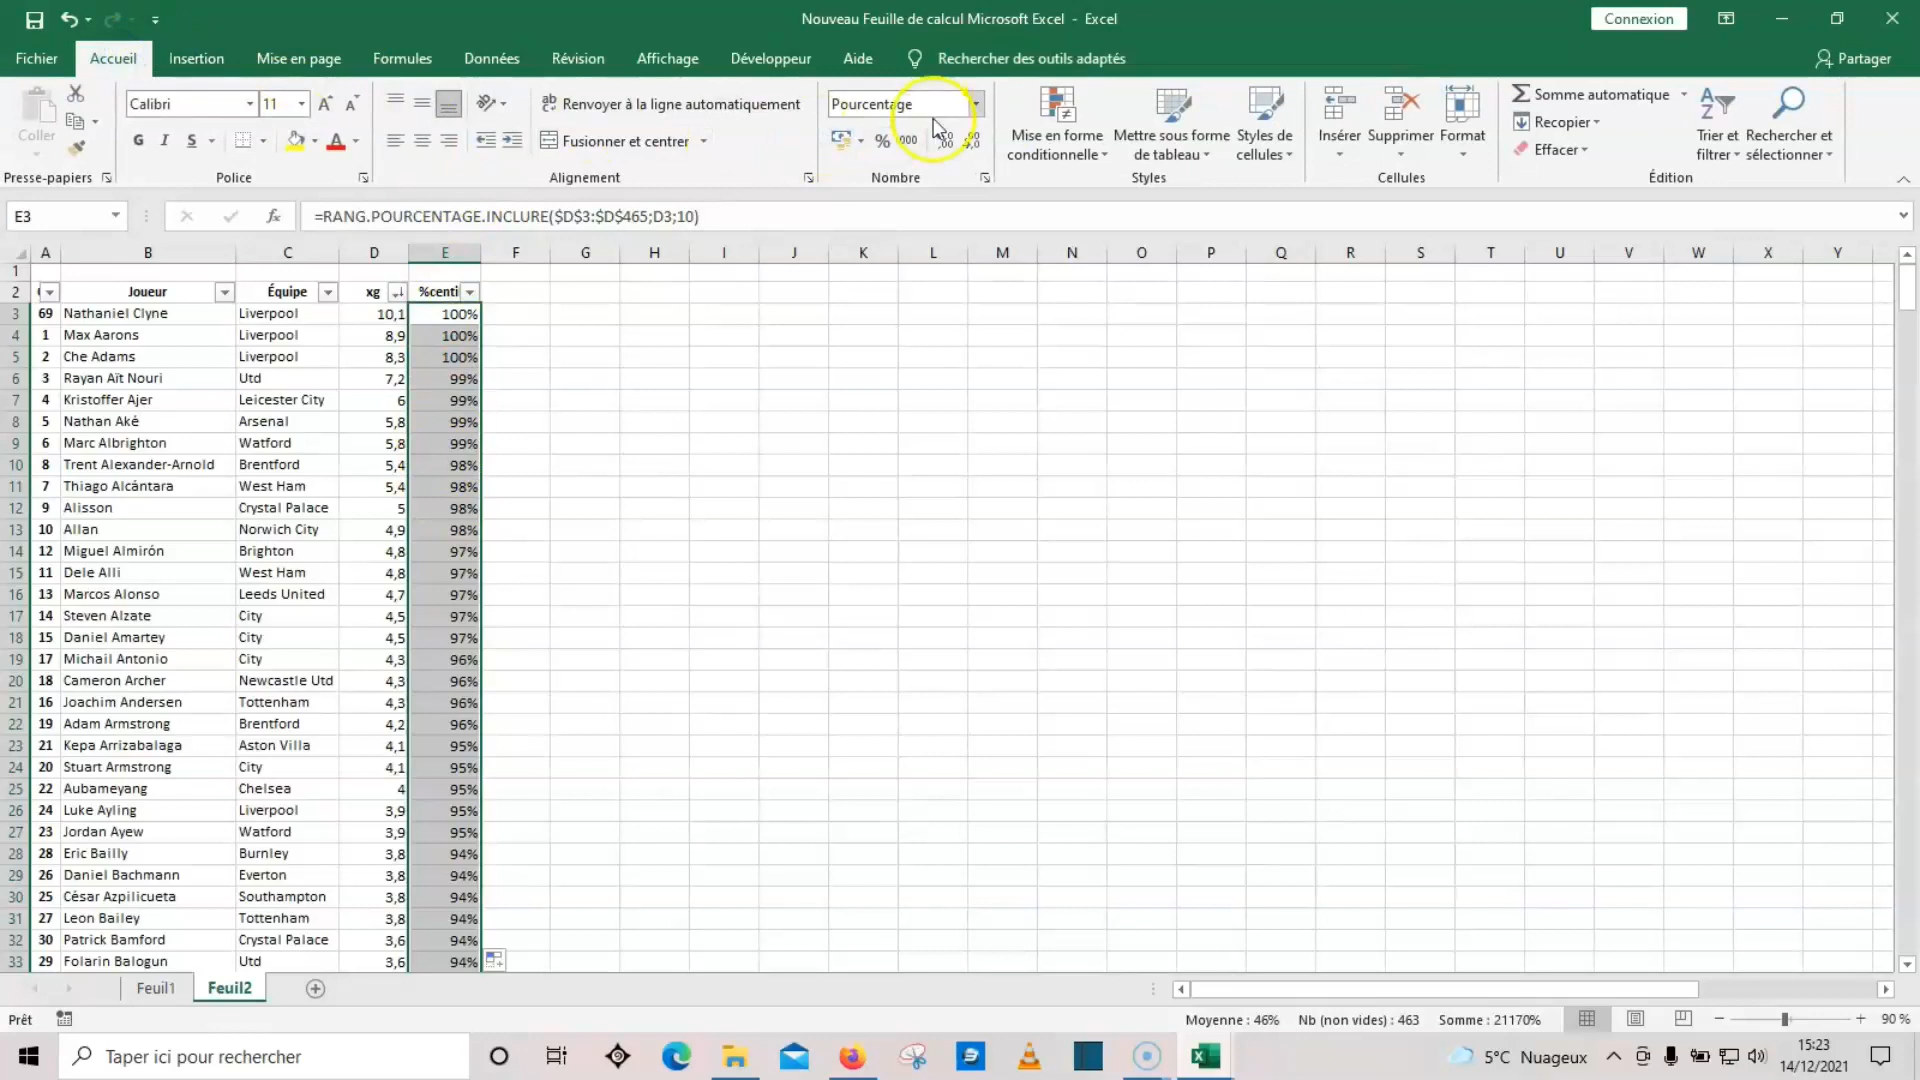 Nouveau Feuille de calcul Microsoft Excel - Excel
Connexion
Fichier Accueil Insertion Mise en page Formules Données Révision Affichage Développeur Aide Rechercher des outils adaptés Partager
Coller
Presse-papiers
Calibri 11
G I S
Police
Renvoyer à la ligne automatiquement
Fusionner et centrer
Alignement
Pourcentage
% 000
Nombre
Mise en forme conditionnelle
Mettre sous forme de tableau
Styles de cellules
Styles
Insérer Supprimer Format
Cellules
Somme automatique
Recopier
Effacer
Trier et filtrer
Rechercher et sélectionner
Édition
E3 fx =RANG.POURCENTAGE.INCLURE($D$3:$D$465;D3;10)
A B C D E F G H I J K L M N O P Q R S T U V W X Y
1
2 Joueur Équipe xg %centi
3 69 Nathaniel Clyne Liverpool 10,1 100%
4 1 Max Aarons Liverpool 8,9 100%
5 2 Che Adams Liverpool 8,3 100%
6 3 Rayan Aït Nouri Utd 7,2 99%
7 4 Kristoffer Ajer Leicester City 6 99%
8 5 Nathan Aké Arsenal 5,8 99%
9 6 Marc Albrighton Watford 5,8 99%
10 8 Trent Alexander-Arnold Brentford 5,4 98%
11 7 Thiago Alcántara West Ham 5,4 98%
12 9 Alisson Crystal Palace 5 98%
13 10 Allan Norwich City 4,9 98%
14 12 Miguel Almirón Brighton 4,8 97%
15 11 Dele Alli West Ham 4,8 97%
16 13 Marcos Alonso Leeds United 4,7 97%
17 14 Steven Alzate City 4,5 97%
18 15 Daniel Amartey City 4,5 97%
19 17 Michail Antonio City 4,3 96%
20 18 Cameron Archer Newcastle Utd 4,3 96%
21 16 Joachim Andersen Tottenham 4,3 96%
22 19 Adam Armstrong Brentford 4,2 96%
23 21 Kepa Arrizabalaga Aston Villa 4,1 95%
24 20 Stuart Armstrong City 4,1 95%
25 22 Aubameyang Chelsea 4 95%
26 24 Luke Ayling Liverpool 3,9 95%
27 23 Jordan Ayew Watford 3,9 95%
28 28 Eric Bailly Burnley 3,8 94%
29 26 Daniel Bachmann Everton 3,8 94%
30 25 César Azpilicueta Southampton 3,8 94%
31 27 Leon Bailey Tottenham 3,8 94%
32 30 Patrick Bamford Crystal Palace 3,6 94%
33 29 Folarin Balogun Utd 3,6 94%
Feuil1 Feuil2
Prêt Moyenne : 46% Nb (non vides) : 463 Somme : 21170% 90 %
Taper ici pour rechercher
5°C Nuageux
15:23
14/12/2021